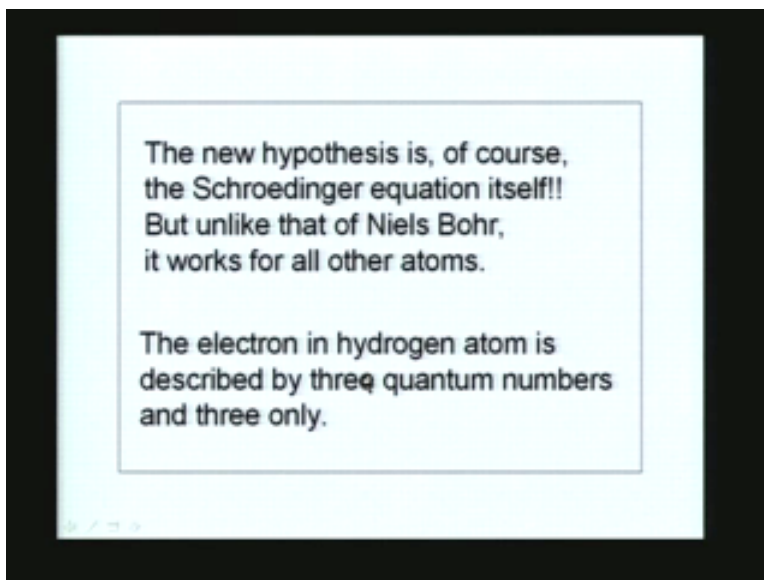 The new hypothesis is, of course,
the Schroedinger equation itself!!
But unlike that of Niels Bohr,
it works for all other atoms.
The electron in hydrogen atom is
described by three quantum numbers
and three only.